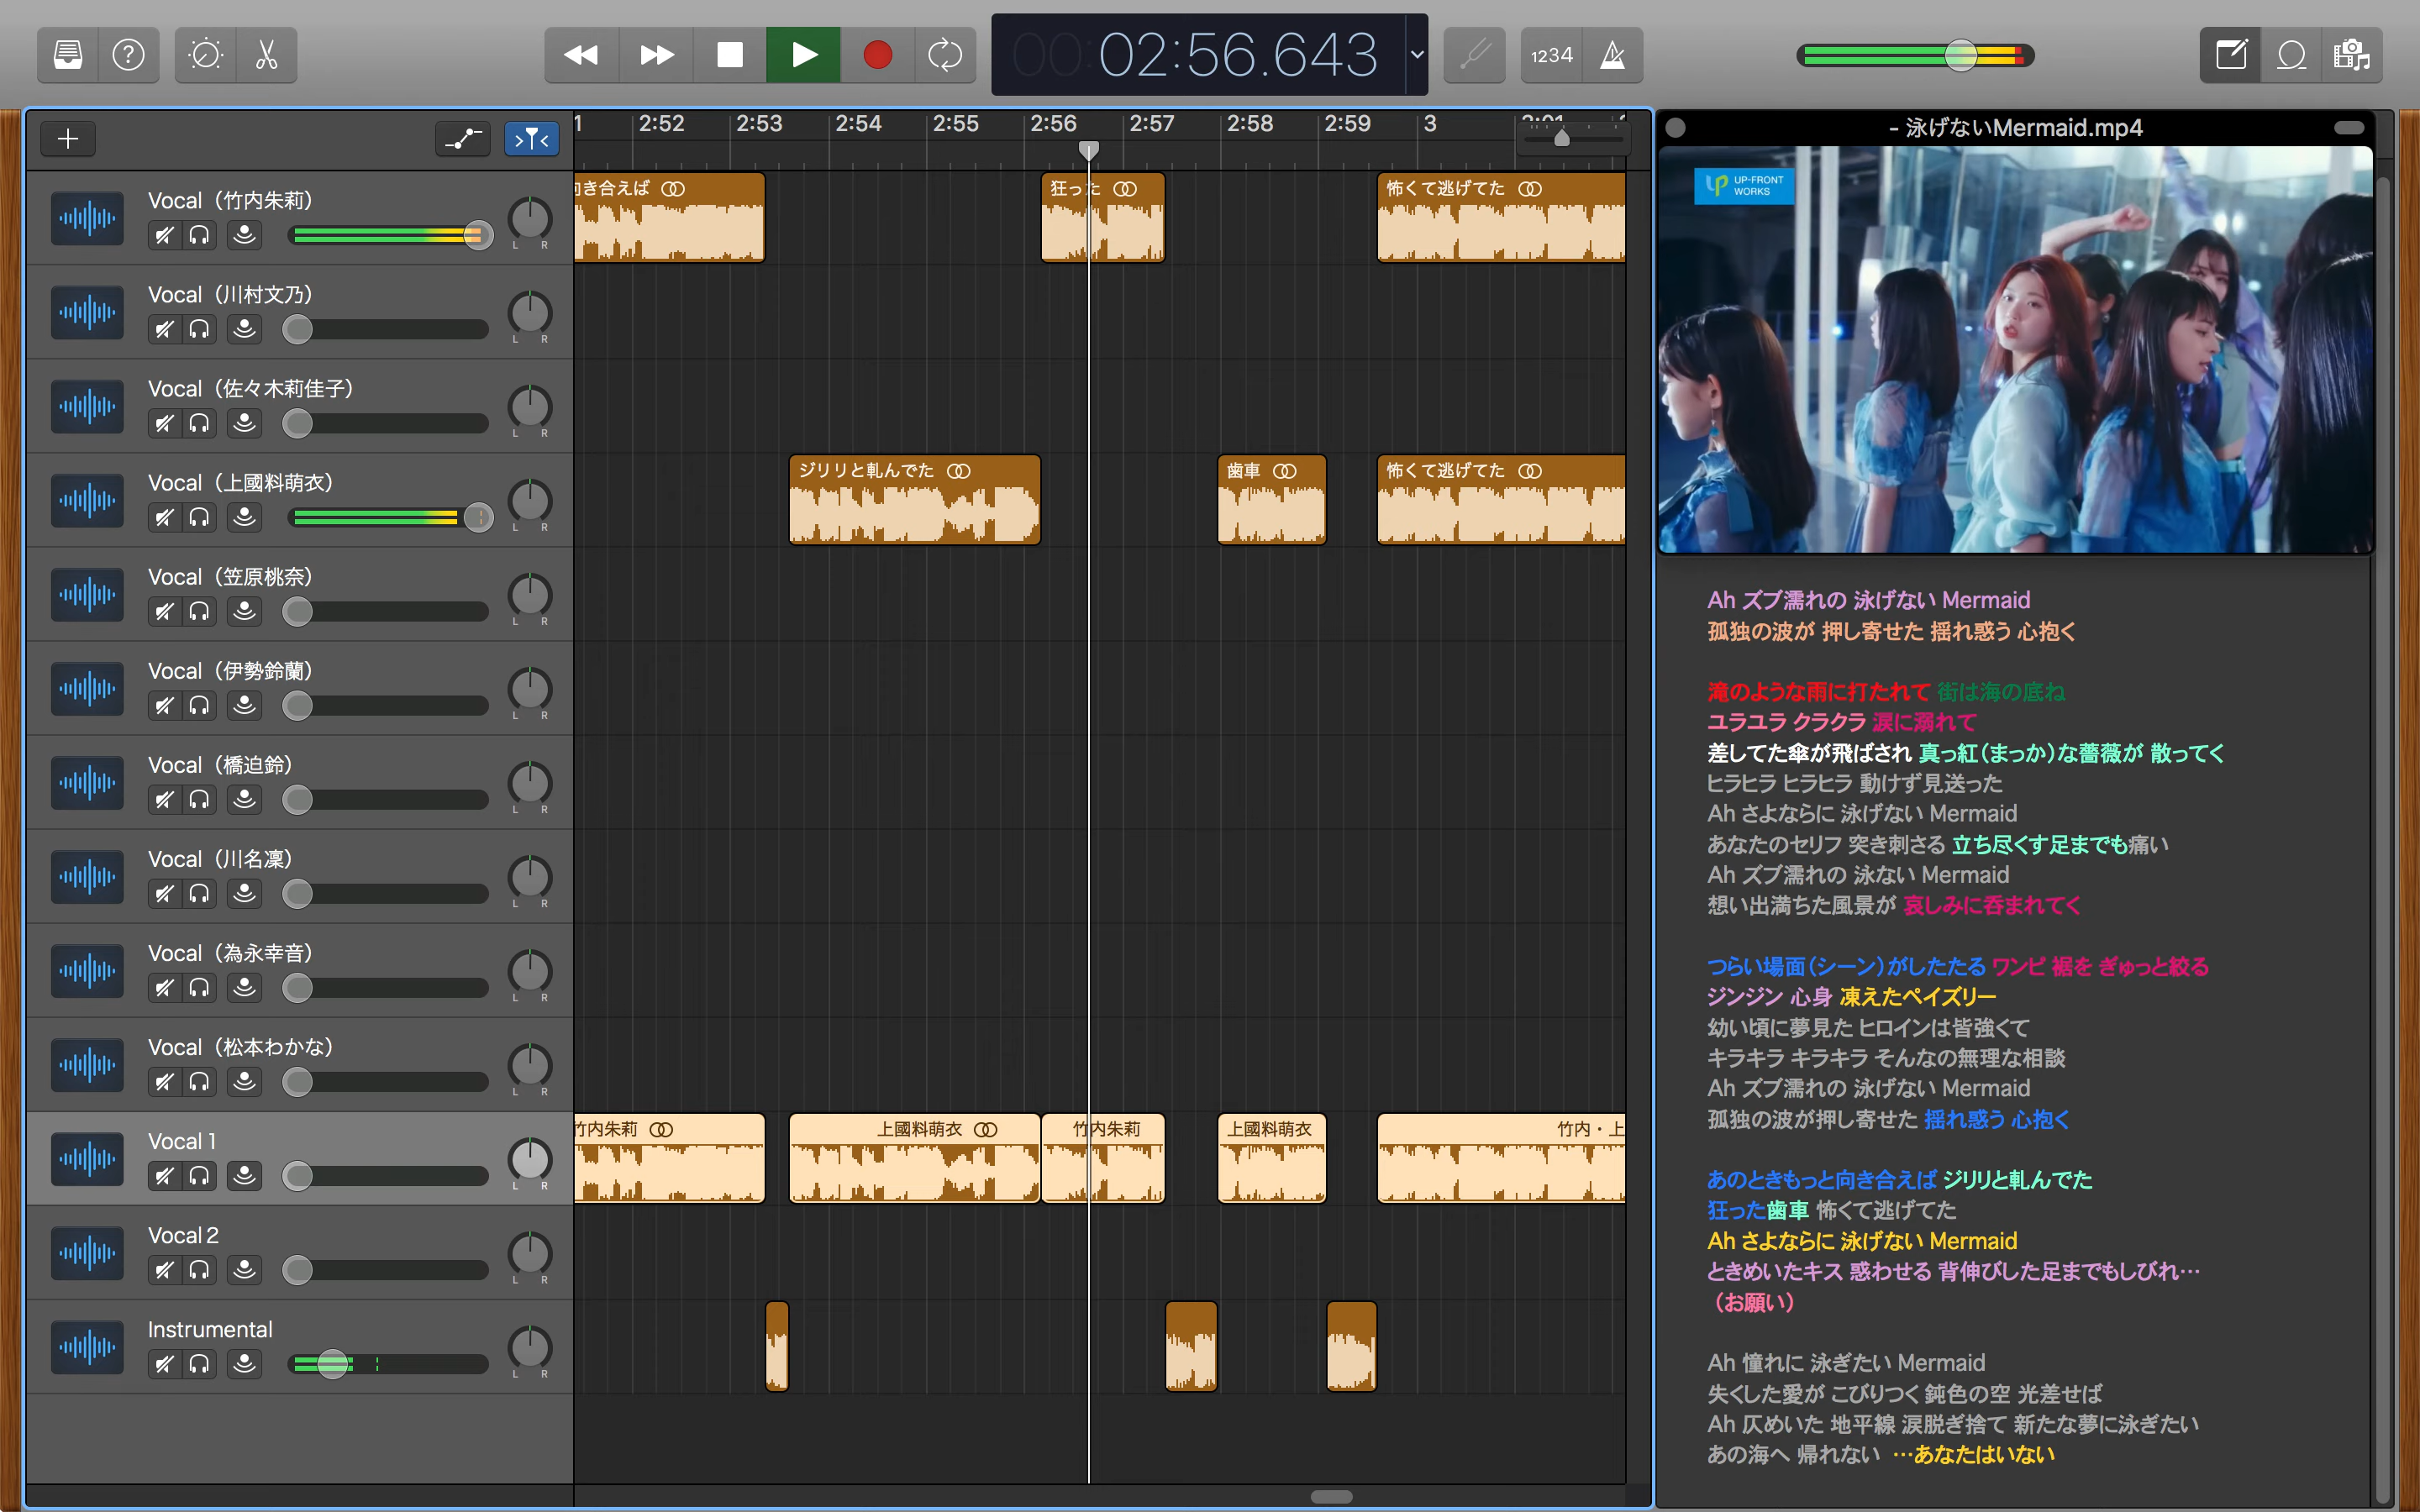 00:02:56.643
1234
- 泳げないMermaid.mp4
1 2:52 2:53 2:54 2:55 2:56 2:57 2:58 2:59 3
UP-FRONT
WORKS
Vocal（竹内朱莉）
L R
向き合えば
狂った
怖くて逃げてた
Vocal（川村文乃）
L R
Vocal（佐々木莉佳子）
L R
Vocal（上國料萌衣）
L R
ジリリと軋んでた
歯車
怖くて逃げてた
Vocal（笠原桃奈）
L R
Vocal（伊勢鈴蘭）
L R
Vocal（橋迫鈴）
L R
Vocal（川名凜）
L R
Vocal（為永幸音）
L R
Vocal（松本わかな）
L R
Vocal 1
L R
竹内朱莉
上國料萌衣
竹内朱莉
上國料萌衣
竹内・上
Vocal 2
L R
Instrumental
L R
Ah ズブ濡れの 泳げない Mermaid
孤独の波が 押し寄せた 揺れ惑う 心抱く
滝のような雨に打たれて 街は海の底ね
ユラユラ クラクラ 涙に溺れて
差してた傘が飛ばされ 真っ紅（まっか）な薔薇が 散ってく
ヒラヒラ ヒラヒラ 動けず見送った
Ah さよならに 泳げない Mermaid
あなたのセリフ 突き刺さる 立ち尽くす足までも痛い
Ah ズブ濡れの 泳ない Mermaid
想い出満ちた風景が 哀しみに呑まれてく
つらい場面（シーン）がしたたる ワンピ 裾を ぎゅっと絞る
ジンジン 心身 凍えたペイズリー
幼い頃に夢見た ヒロインは皆強くて
キラキラ キラキラ そんなの無理な相談
Ah ズブ濡れの 泳げない Mermaid
孤独の波が押し寄せた 揺れ惑う 心抱く
あのときもっと向き合えば ジリリと軋んでた
狂った歯車 怖くて逃げてた
Ah さよならに 泳げない Mermaid
ときめいたキス 惑わせる 背伸びした足までもしびれ…
（お願い）
Ah 憧れに 泳ぎたい Mermaid
失くした愛が こびりつく 鈍色の空 光差せば
Ah 仄めいた 地平線 涙脱ぎ捨て 新たな夢に泳ぎたい
あの海へ 帰れない …あなたはいない